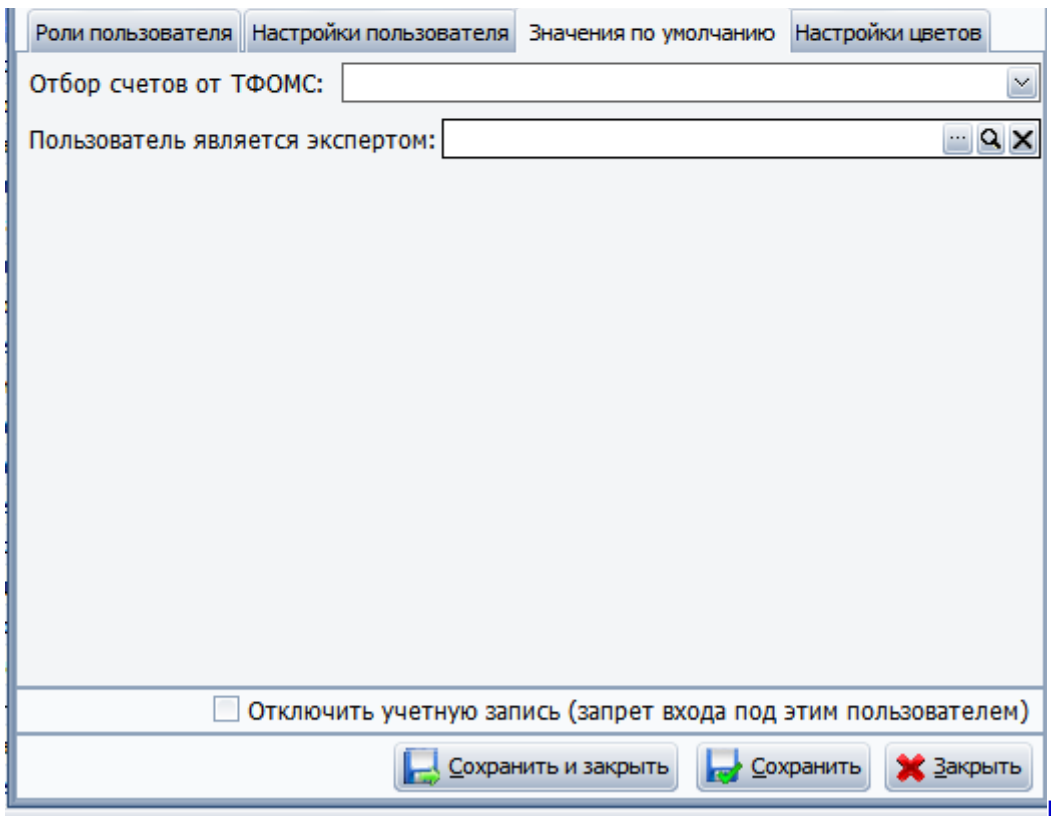 Роли пользователя Настройки пользователя Значения по умолчанию Настройки цветов
Отбор счетов от ТФОМС:
Пользователь является экспертом:
Отключить учетную запись (запрет входа под этим пользователем)
Сохранить и закрыть Сохранить Закрыть